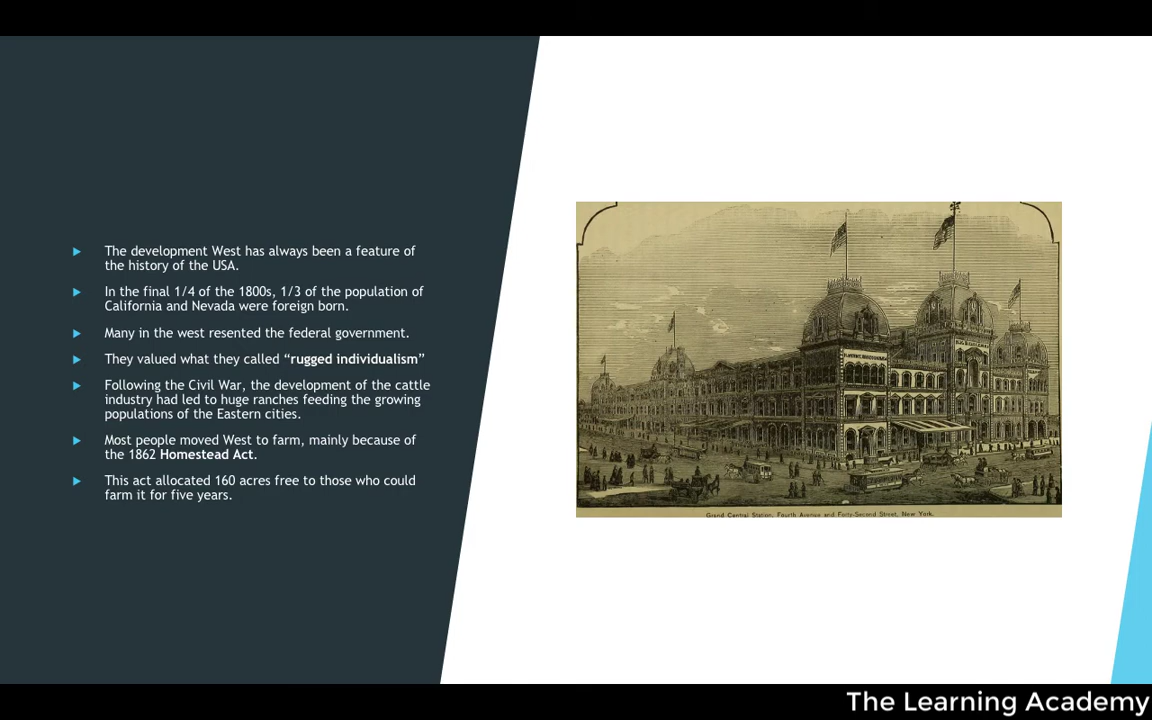 The development West has always been a feature of
the history of the USA.
In the final 1/4 of the 1800s, 1/3 of the population of
California and Nevada were foreign born.
Many in the west resented the federal government.
They valued what they called “rugged individualism”
Following the Civil War, the development of the cattle
industry had led to huge ranches feeding the growing
populations of the Eastern cities.
Most people moved West to farm, mainly because of
the 1862 Homestead Act.
This act allocated 160 acres free to those who could
farm it for five years.
Grand Central Station, Fourth Avenue and Forty-Second Street, New York.
The Learning Academy